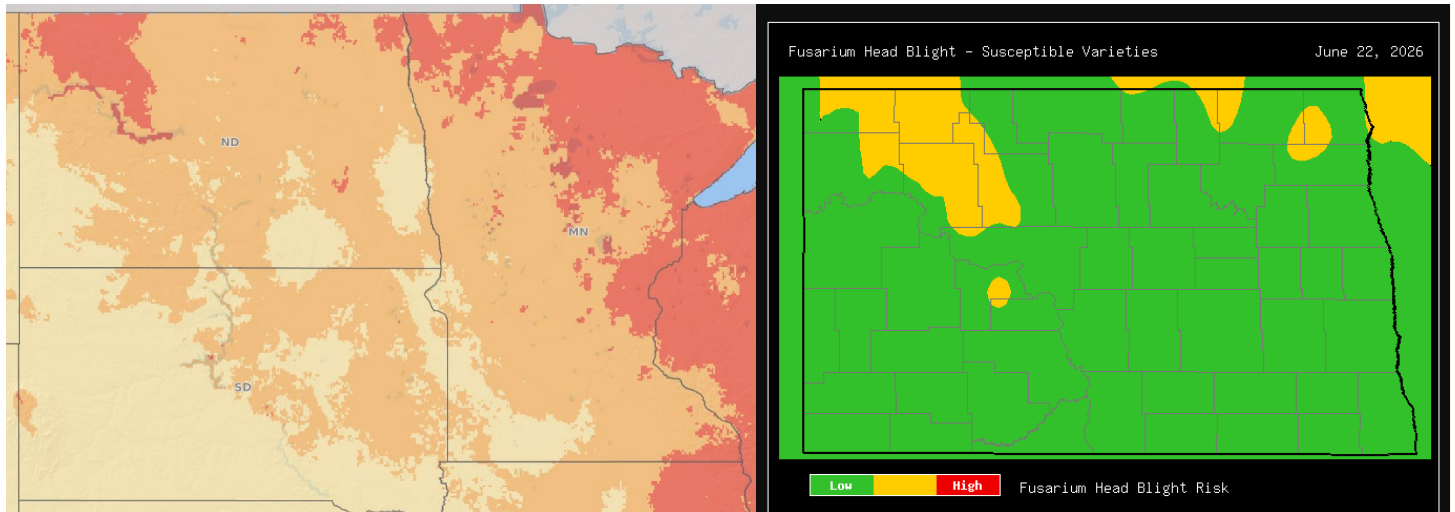 ND
MN
SD
Fusarium Head Blight - Susceptible Varieties
June 22, 2026
Low
High
Fusarium Head Blight Risk